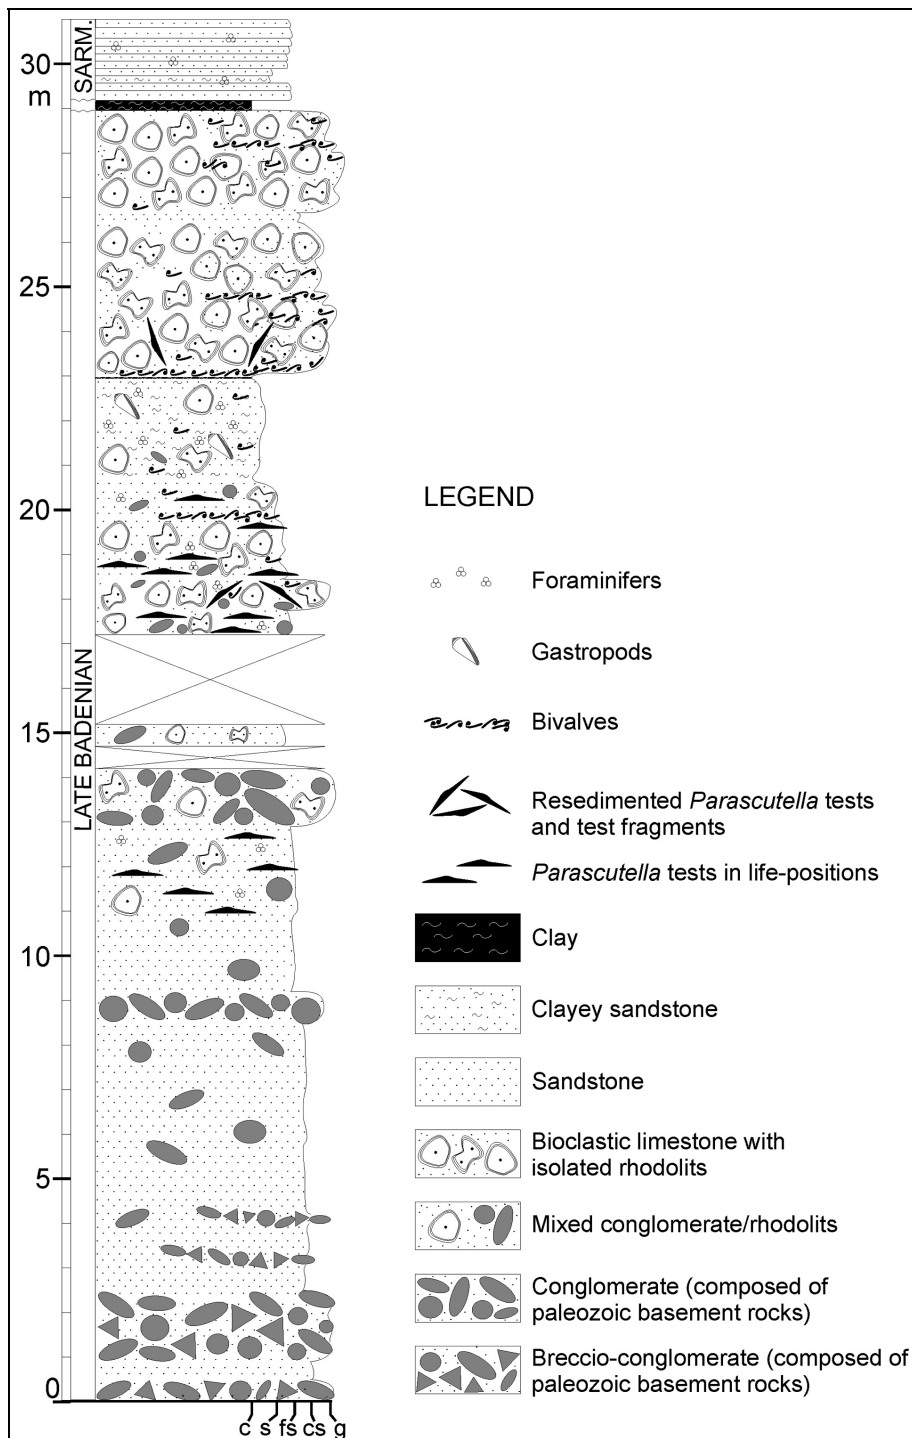 SARM.
30
m
25
20
LATE BADENIAN
15
10
5
0
c s fs cs g
LEGEND
Foraminifers
Gastropods
Bivalves
Resedimented Parascutella tests
and test fragments
Parascutella tests in life-positions
Clay
Clayey sandstone
Sandstone
Bioclastic limestone with
isolated rhodolits
Mixed conglomerate/rhodolits
Conglomerate (composed of
paleozoic basement rocks)
Breccio-conglomerate (composed of
paleozoic basement rocks)